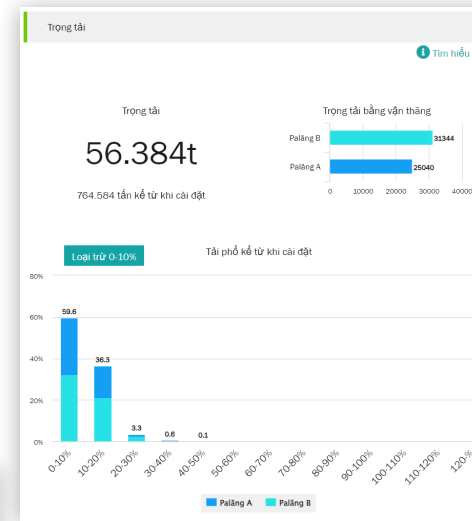 Trọng tải
Tìm hiểu
Trọng tải
56.384t
764.584 tấn kể từ khi cài đặt
Trọng tải bằng vận thăng
Palăng B
31344
Palăng A
25040
0 10000 20000 30000 40000
Loại trừ 0-10%
Tải phổ kể từ khi cài đặt
80%
60%
40%
20%
0%
59.6
36.3
3.3
0.6
0.1
0-10% 10-20% 20-30% 30-40% 40-50% 50-60% 60-70% 70-80% 80-90% 90-100% 100-110% 110-120% 120-%
Palăng A Palăng B